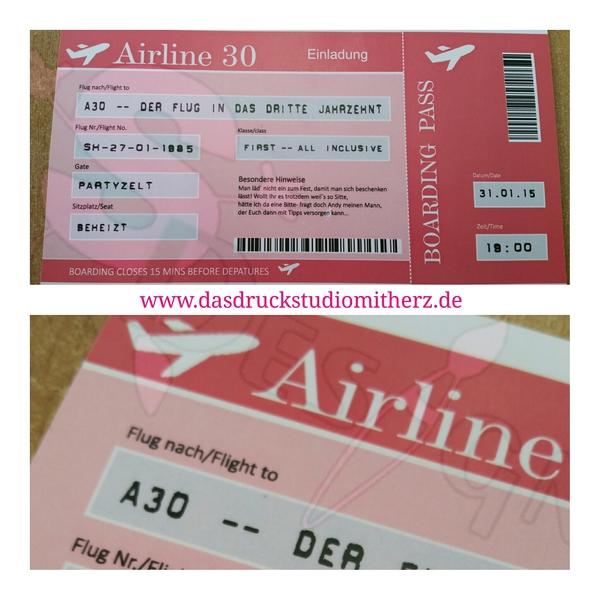 Airline 30
Einladung
Flug nach/Flight to
A30 -- DER FLUG IN DAS DRITTE JAHRZEHNT
Flug Nr./Flight No.
SH-27-01-1985
Klasse/class
FIRST -- ALL INCLUSIVE
Gate
PARTYZELT
Sitzplatz/Seat
BEHEIZT
Besondere Hinweise
Man läd' nicht ein zum Fest, damit man sich beschenken
lässt! Wollt ihr es trotzdem weil's so Sitte,
hätte ich da eine Bitte- fragt doch Andy meinen Mann,
der Euch dann mit Tipps versorgen kann...
BOARDING CLOSES 15 MINS BEFORE DEPATURES
BOARDING PASS
Datum/Date
31.01.15
Zeit/Time
19:00
www.dasdruckstudiomitherz.de
Airline
Flug nach/Flight to
A30 -- DER
Flug Nr./